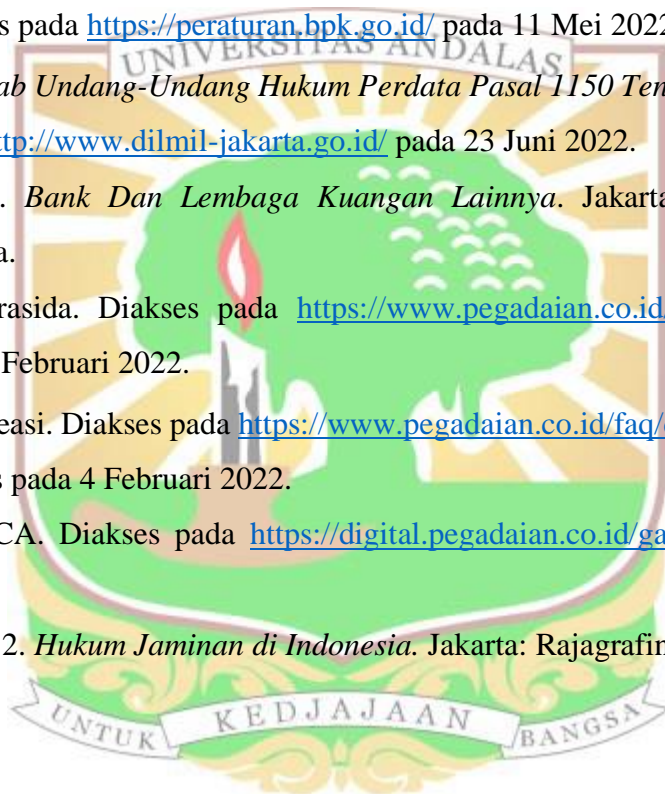 s pada https://peraturan.bpk.go.id/ pada 11 Mei 2022
UNIVERSITAS ANDALAS
ab Undang-Undang Hukum Perdata Pasal 1150 Ten
ttp://www.dilmil-jakarta.go.id/ pada 23 Juni 2022.
. Bank Dan Lembaga Kuangan Lainnya. Jakarta
a.
rasida. Diakses pada https://www.pegadaian.co.id/
Februari 2022.
easi. Diakses pada https://www.pegadaian.co.id/faq/
s pada 4 Februari 2022.
CA. Diakses pada https://digital.pegadaian.co.id/ga
2. Hukum Jaminan di Indonesia. Jakarta: Rajagrafin
UNTUK KEDJAJAAN BANGSA